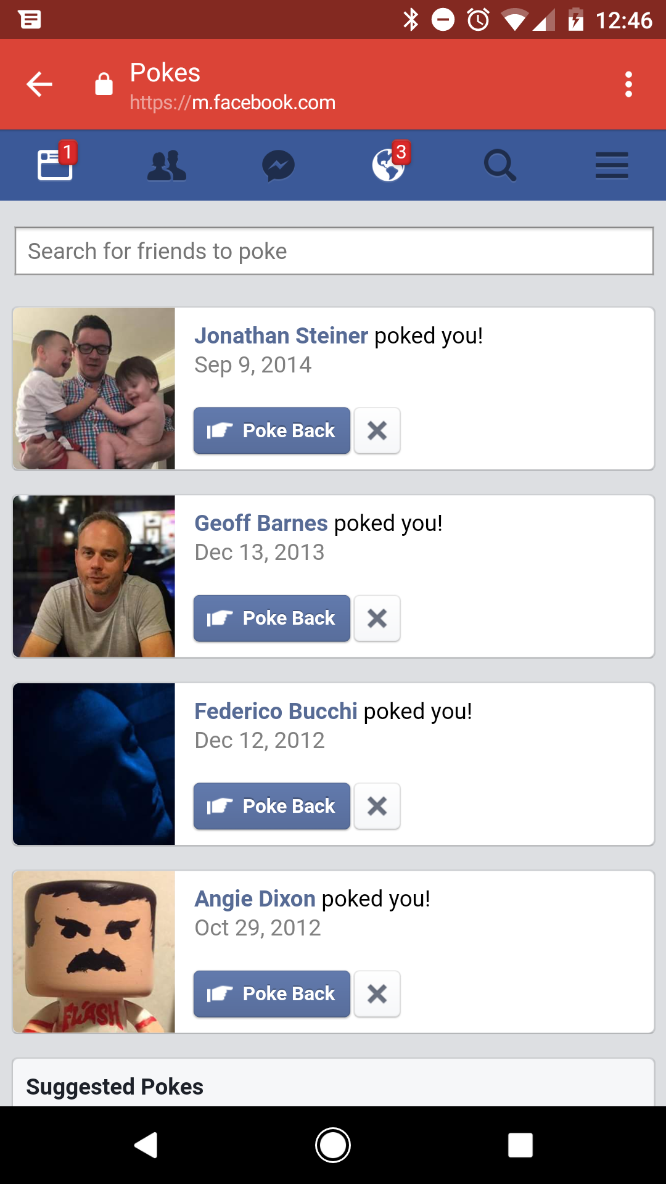 12:46
Pokes
https://m.facebook.com
1
3
Search for friends to poke
Jonathan Steiner poked you!
Sep 9, 2014
Poke Back
Geoff Barnes poked you!
Dec 13, 2013
Poke Back
Federico Bucchi poked you!
Dec 12, 2012
Poke Back
Angie Dixon poked you!
Oct 29, 2012
Poke Back
FLASH
Suggested Pokes